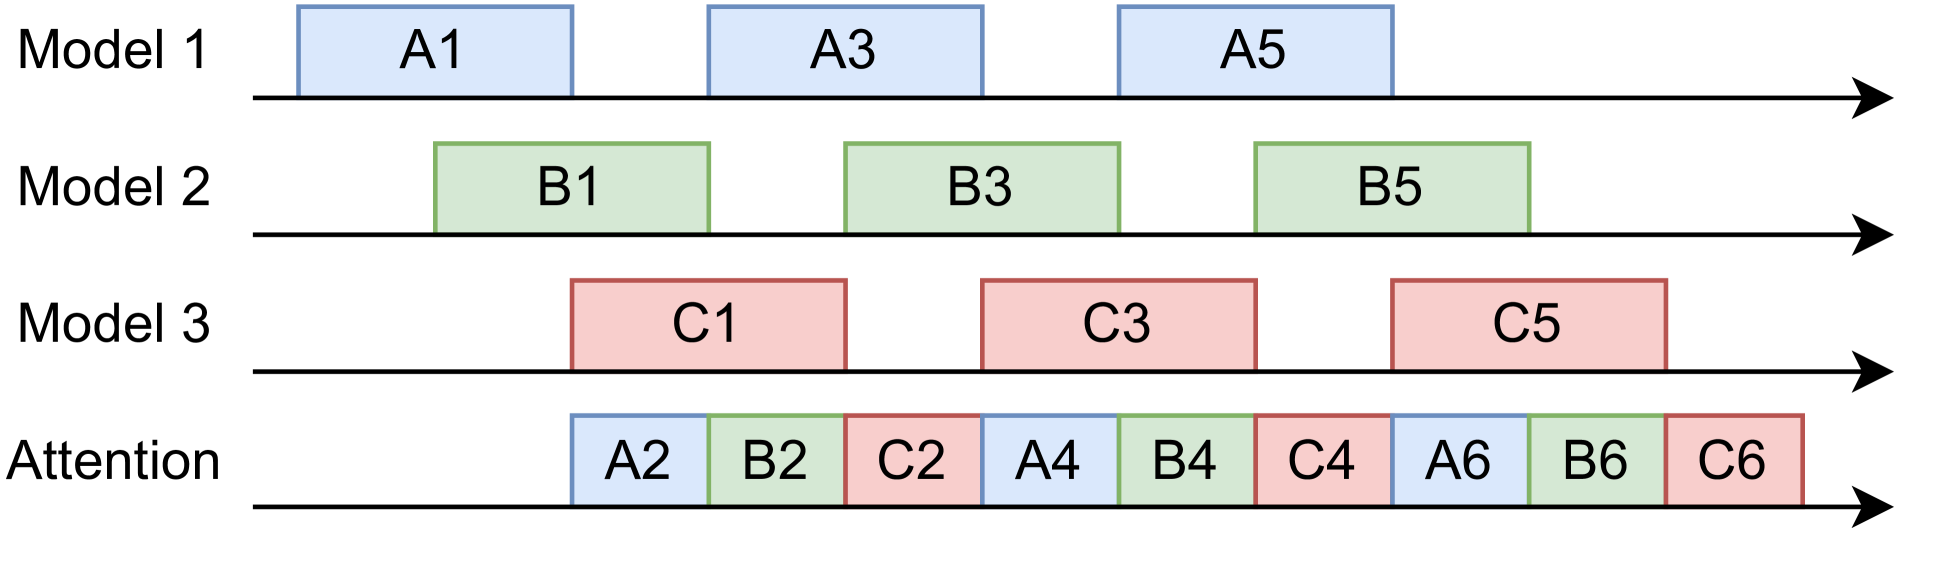 Model 1 A1 A3 A5
Model 2 B1 B3 B5
Model 3 C1 C3 C5
Attention A2 B2 C2 A4 B4 C4 A6 B6 C6